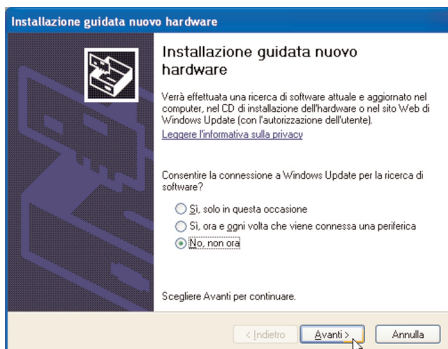 Installazione guidata nuovo hardware
Installazione guidata nuovo
hardware
Verrà effettuata una ricerca di software attuale e aggiornato nel
computer, nel CD di installazione dell'hardware o nel sito Web di
Windows Update (con l'autorizzazione dell'utente).
Leggere l'informativa sulla privacy
Consentire la connessione a Windows Update per la ricerca di
software?
Sì, solo in questa occasione
Sì, ora e ogni volta che viene connessa una periferica
No, non ora
Scegliere Avanti per continuare.
< Indietro Avanti > Annulla